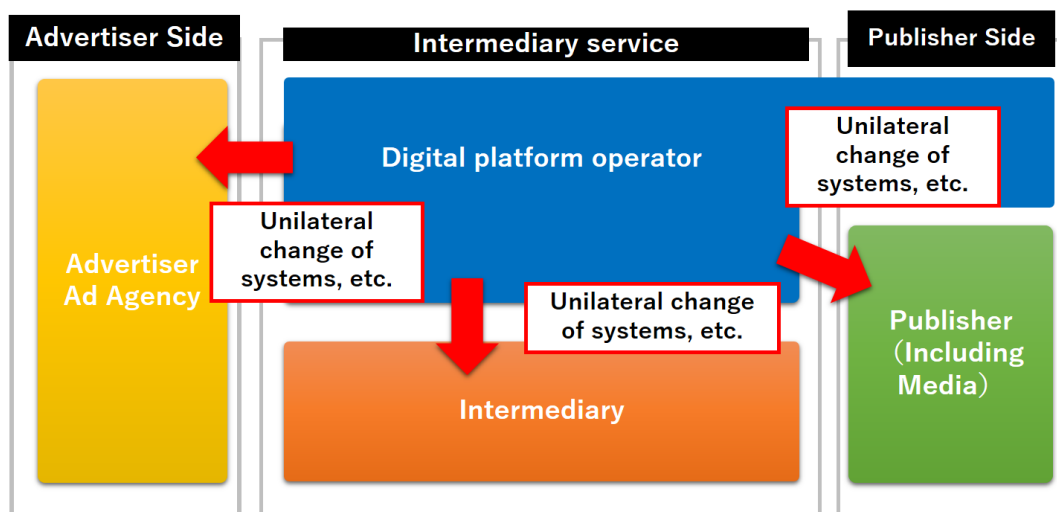 Advertiser Side
Intermediary service
Publisher Side
Digital platform operator
Unilateral
change of
systems, etc.
Unilateral
change of
systems, etc.
Advertiser
Ad Agency
Unilateral change
of systems, etc.
Publisher
（Including
Media）
Intermediary